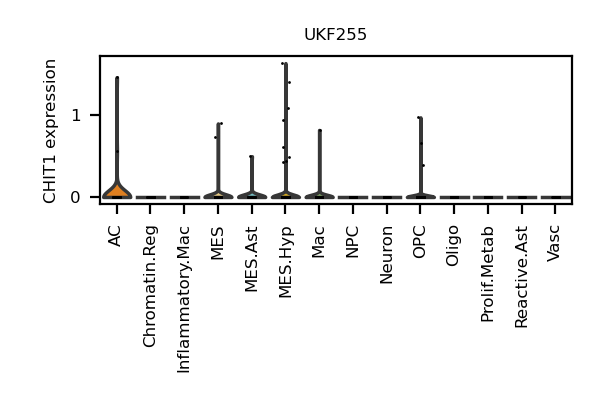 UKF255
CHIT1 expression
1
0
AC
Chromatin.Reg
Inflammatory.Mac
MES
MES.Ast
MES.Hyp
Mac
NPC
Neuron
OPC
Oligo
Prolif.Metab
Reactive.Ast
Vasc